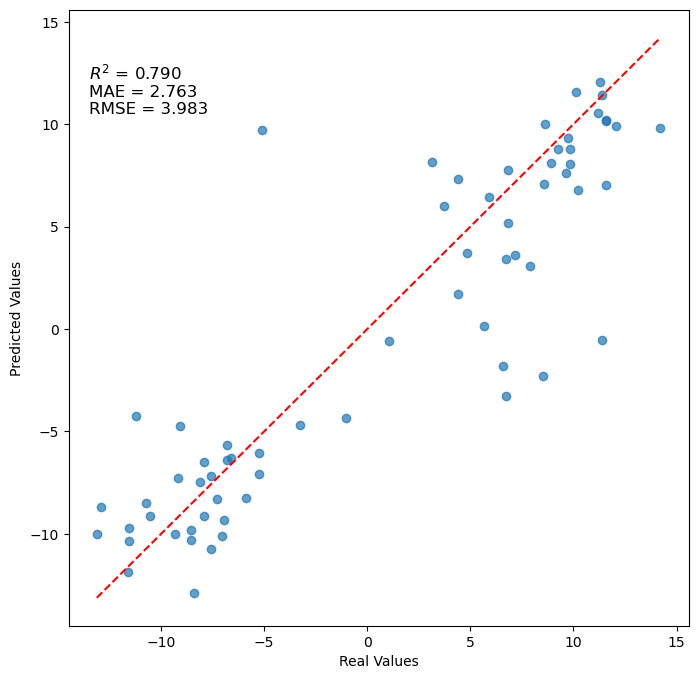 15
10
5
0
−5
−10
Predicted Values
R² = 0.790
MAE = 2.763
RMSE = 3.983
−10 −5 0 5 10 15
Real Values